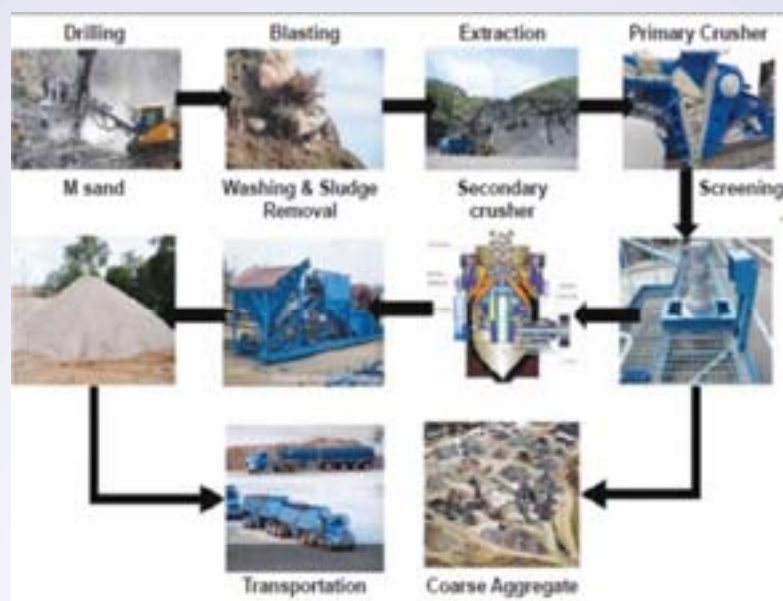 Drilling
Blasting
Extraction
Primary Crusher
M sand
Washing & Sludge
Removal
Secondary
crusher
Screening
Transportation
Coarse Aggregate